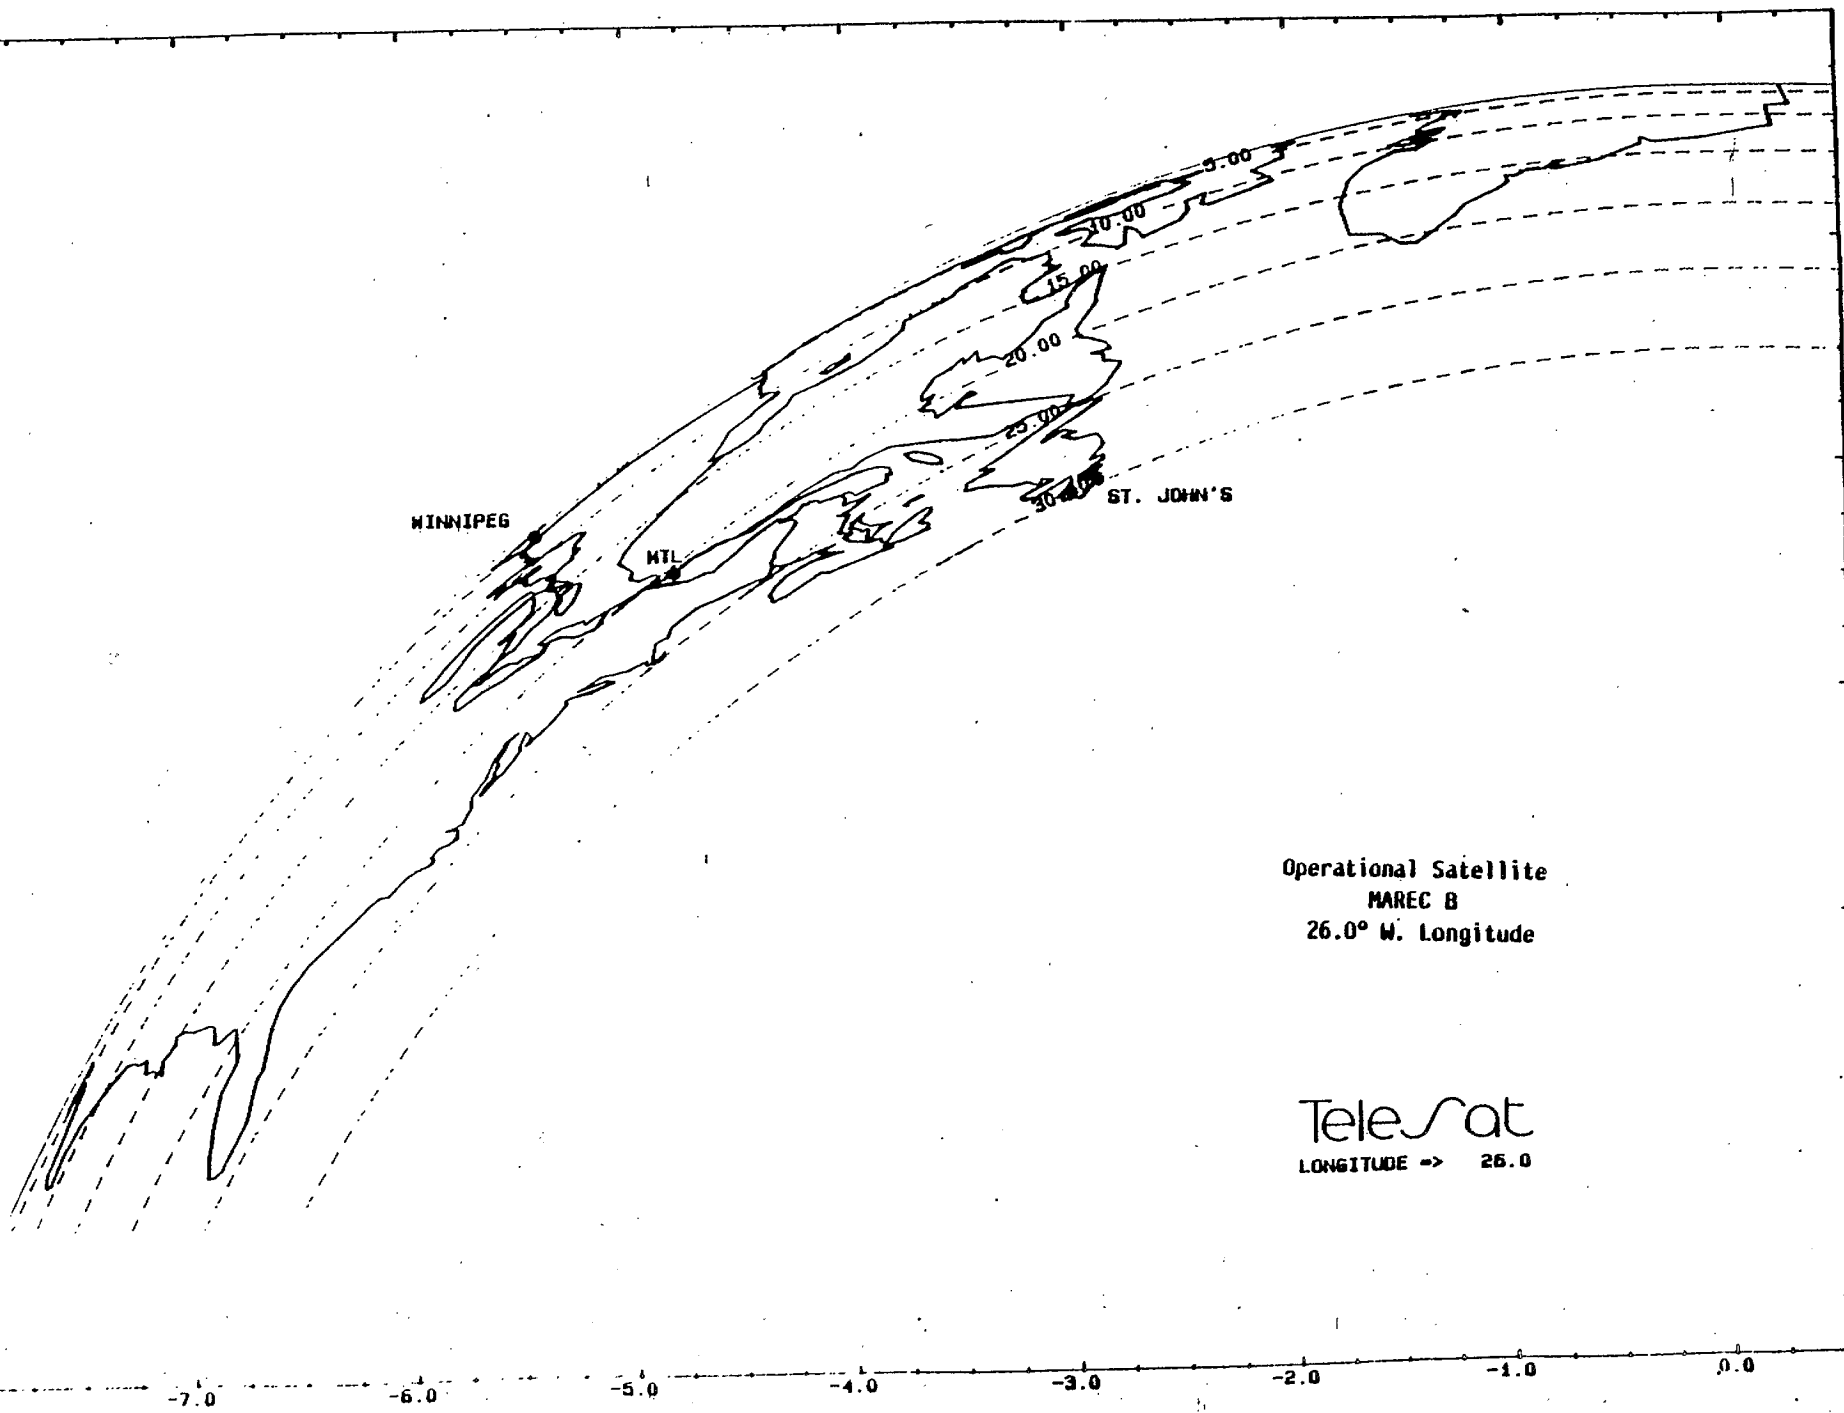 5.00
10.00
15.00
20.00
25.00
WINNIPEG
MTL
ST. JOHN'S
Operational Satellite
MAREC B
26.0° W. Longitude
TeleSat
LONGITUDE => 26.0
-7.0 -6.0 -5.0 -4.0 -3.0 -2.0 -1.0 0.0